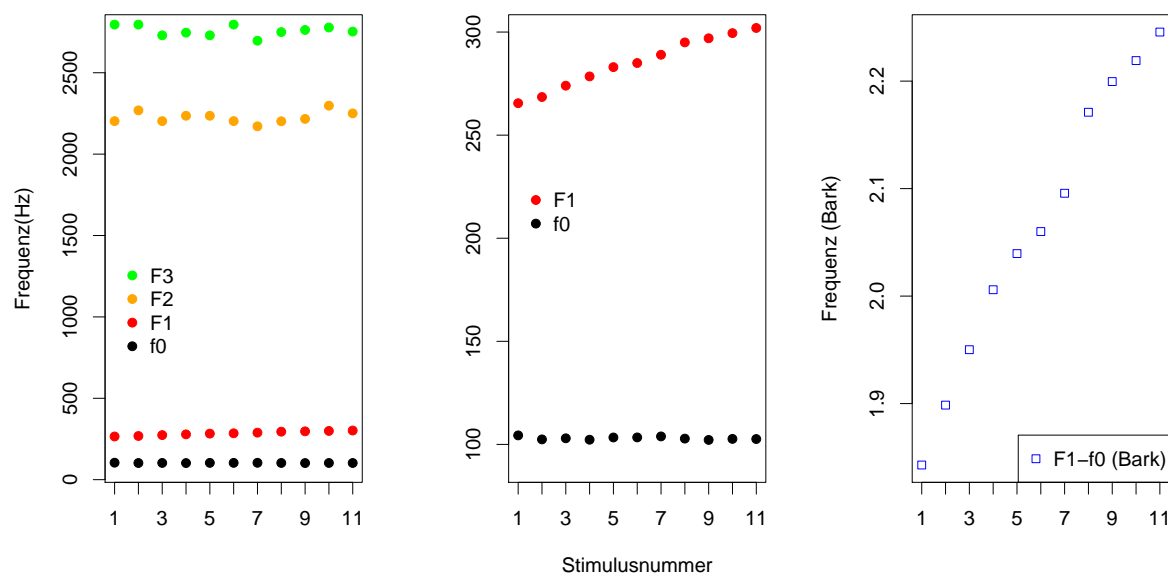 Frequenz(Hz)
0
500
1000
1500
2000
2500
F3
F2
F1
f0
1 3 5 7 9 11
100
150
200
250
300
F1
f0
1 3 5 7 9 11
Stimulusnummer
Frequenz (Bark)
1.9
2.0
2.1
2.2
F1−f0 (Bark)
1 3 5 7 9 11